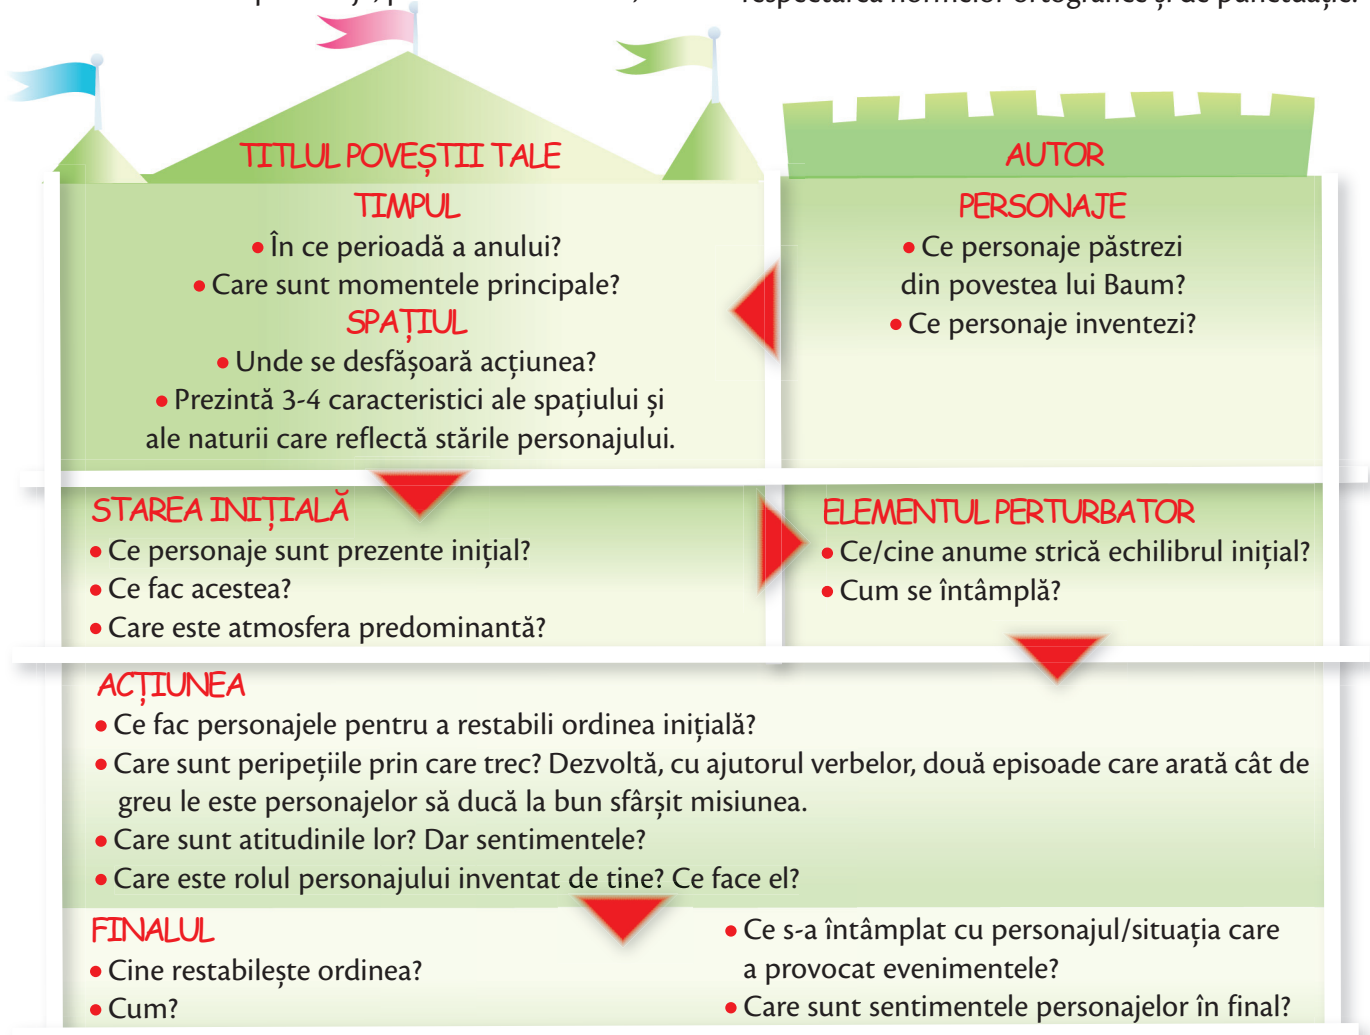 respectarea normelor ortografice și de punctuație.
TITLUL POVEȘTII TALE
TIMPUL
• În ce perioadă a anului?
• Care sunt momentele principale?
SPAȚIUL
• Unde se desfășoară acțiunea?
• Prezintă 3-4 caracteristici ale spațiului și
ale naturii care reflectă stările personajului.
AUTOR
PERSONAJE
• Ce personaje păstrezi
din povestea lui Baum?
• Ce personaje inventezi?
STAREA INIȚIALĂ
• Ce personaje sunt prezente inițial?
• Ce fac acestea?
• Care este atmosfera predominantă?
ELEMENTUL PERTURBATOR
• Ce/cine anume strică echilibrul inițial?
• Cum se întâmplă?
ACȚIUNEA
• Ce fac personajele pentru a restabili ordinea inițială?
• Care sunt peripețiile prin care trec? Dezvoltă, cu ajutorul verbelor, două episoade care arată cât de
greu le este personajelor să ducă la bun sfârșit misiunea.
• Care sunt atitudinile lor? Dar sentimentele?
• Care este rolul personajului inventat de tine? Ce face el?
FINALUL
• Cine restabilește ordinea?
• Cum?
• Ce s-a întâmplat cu personajul/situația care
a provocat evenimentele?
• Care sunt sentimentele personajelor în final?